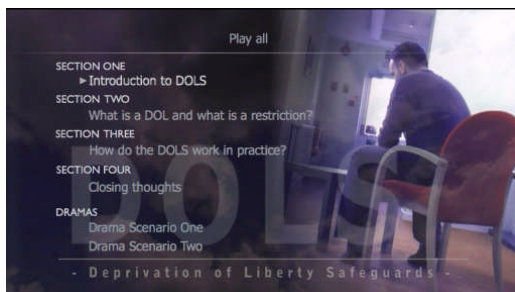 Play all
SECTION ONE
►Introduction to DOLS
SECTION TWO
What is a DOL and what is a restriction?
SECTION THREE
How do the DOLS work in practice?
SECTION FOUR
Closing thoughts
DRAMAS
Drama Scenario One
Drama Scenario Two
DOLS
- Deprivation of Liberty Safeguards -